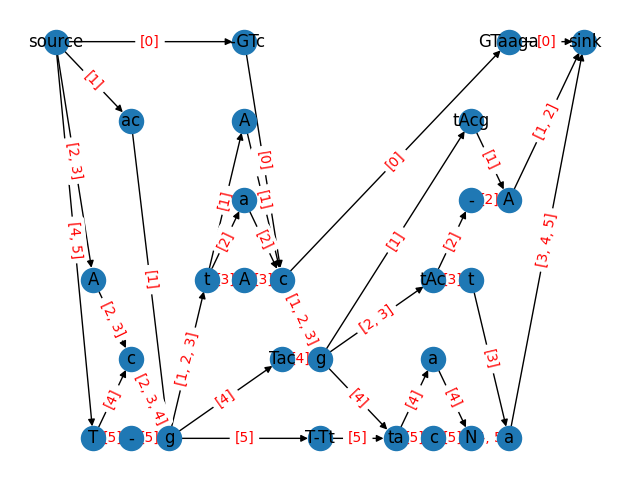 source [0] -GTc GTaaga [0] sink
[1]
ac A tAcg [1, 2]
[2, 3] [0] [0] [1]
[1] [1] a - [2] A
[4, 5] [2] [2] [1] [2] [3, 4, 5]
A [1] t [3] A [3] c tAc [3] t
[2, 3] [1, 2, 3] [2, 3]
c [1, 2, 3] Tac [4] g a [3]
[4] [2, 3, 4] [4] [4] [4] [4]
T [5] - [5] g [5] T-Tt [5] ta [5] c [5] N a